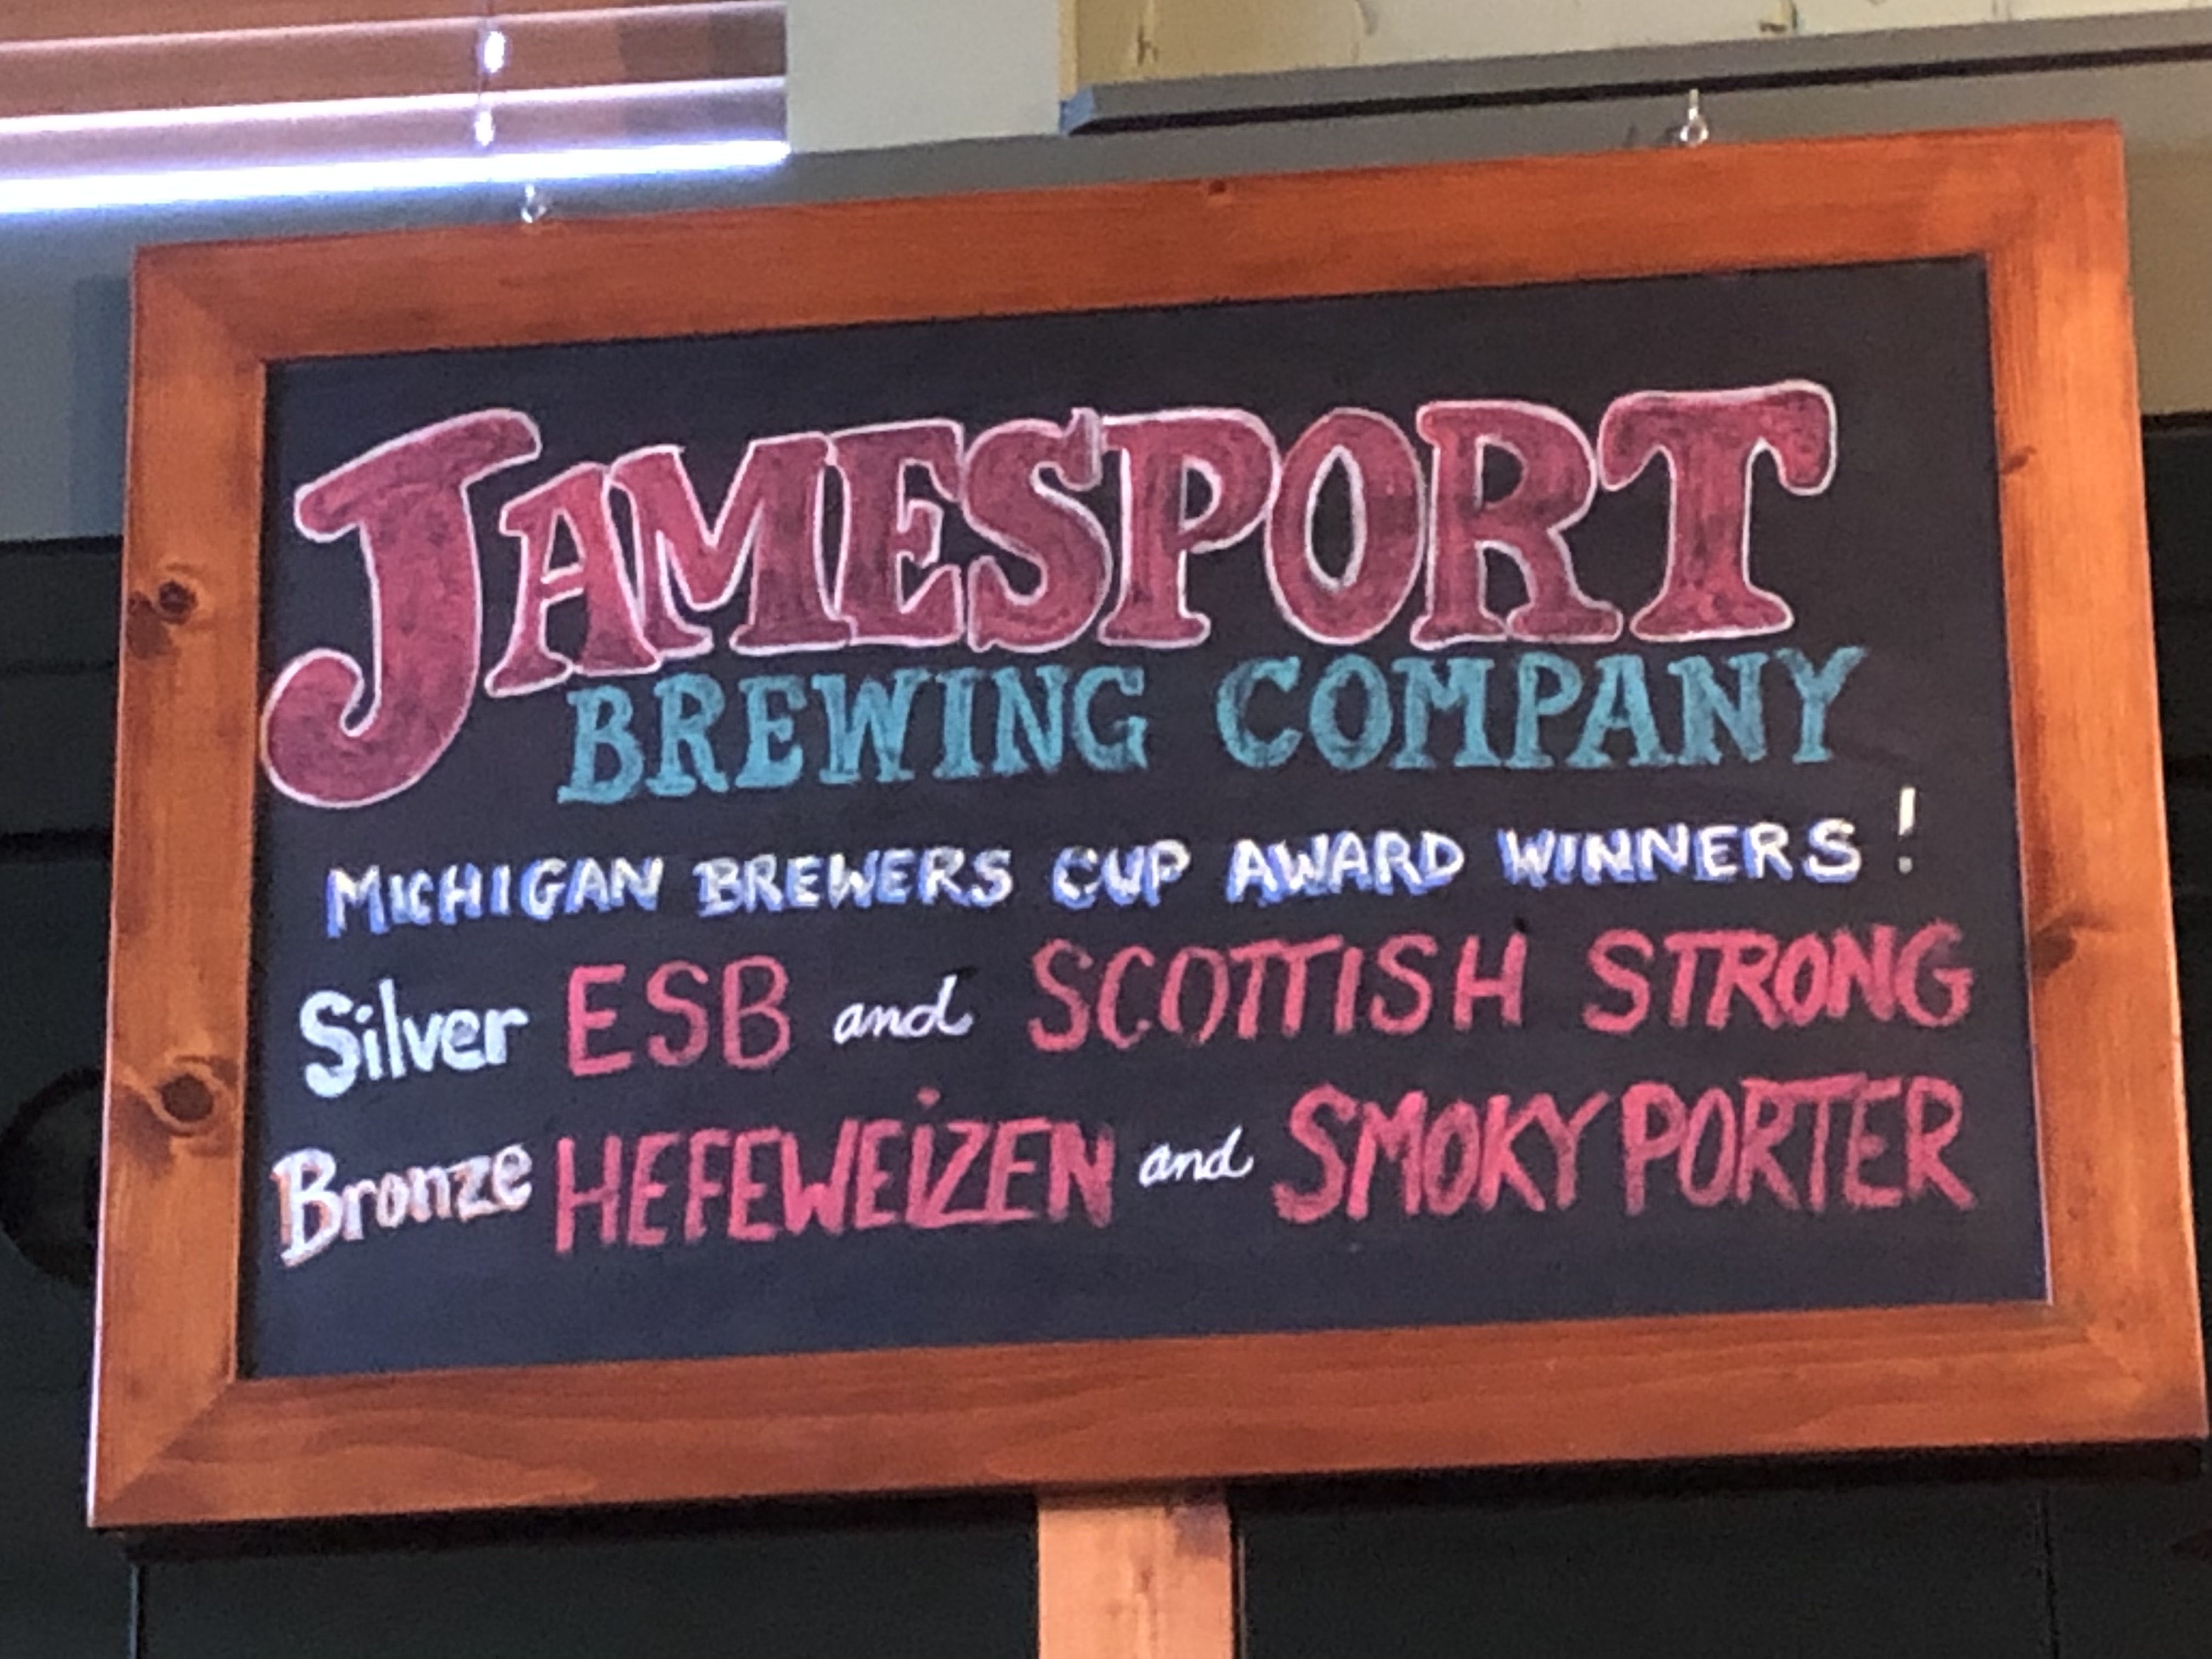 JAMESPORT
BREWING COMPANY
MICHIGAN BREWERS CUP AWARD WINNERS!
Silver ESB and SCOTTISH STRONG
Bronze HEFEWEIZEN and SMOKY PORTER